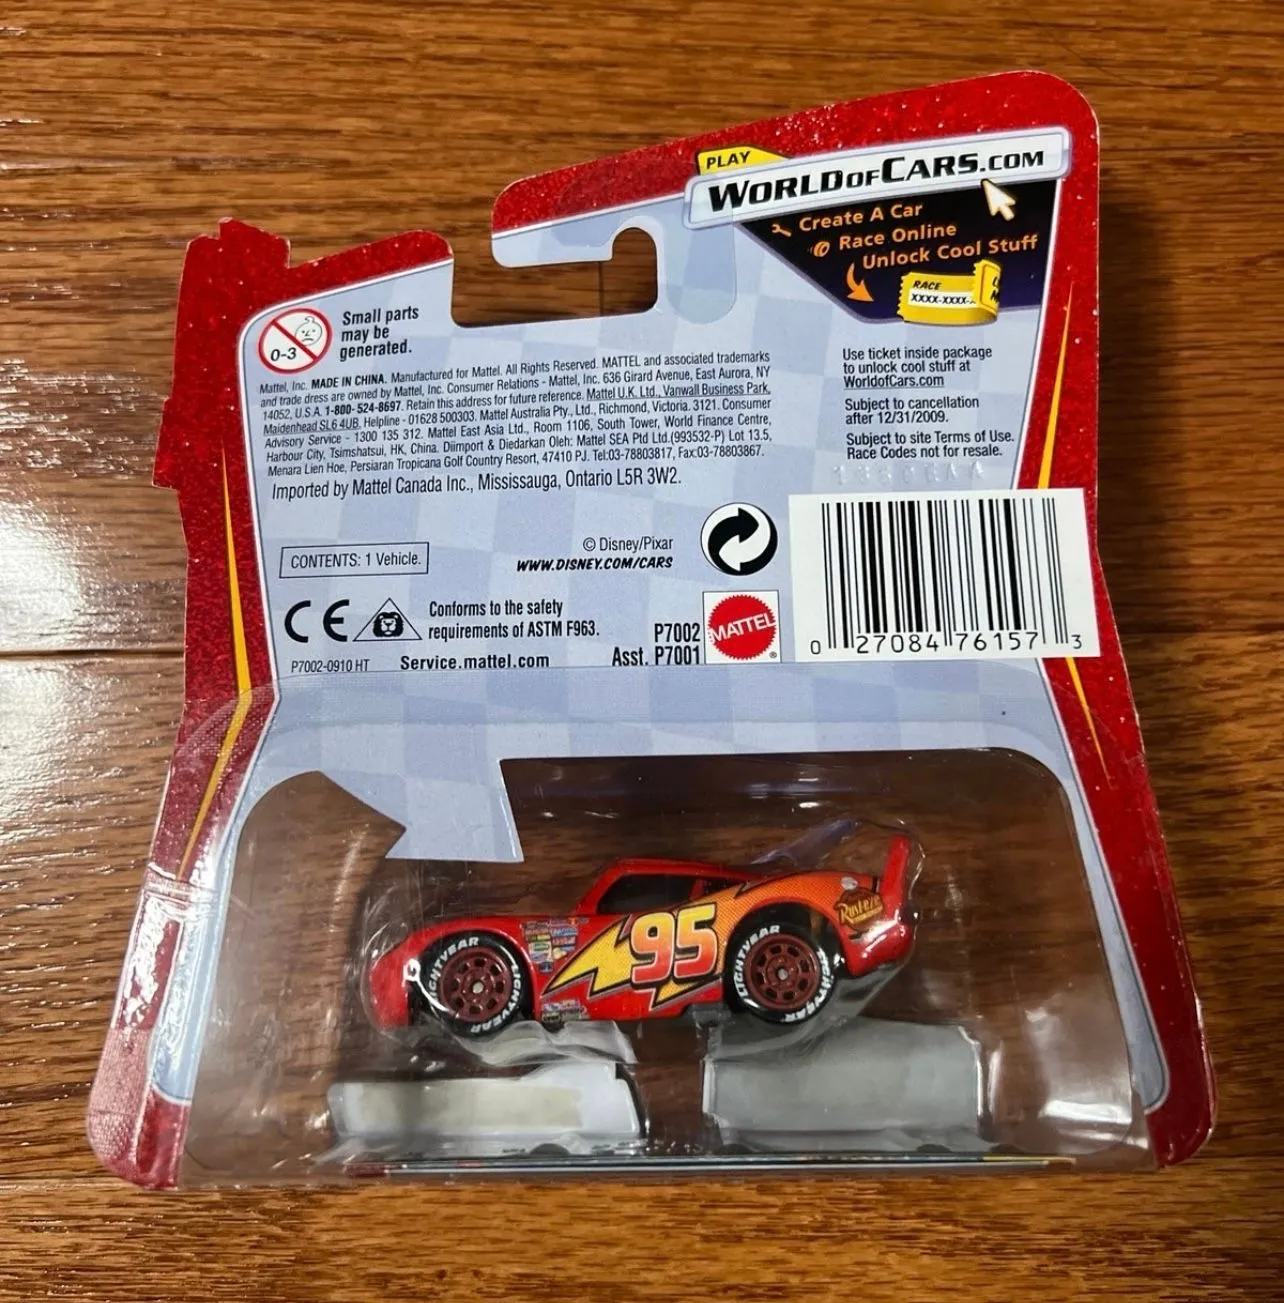 PLAY
WORLDOFCARS.COM
Create A Car
Race Online
Unlock Cool Stuff
RACE
XXXX-XXXX-
0-3
Small parts
may be
generated.
Mattel, Inc. MADE IN CHINA. Manufactured for Mattel. All Rights Reserved. MATTEL and associated trademarks
and trade dress are owned by Mattel, Inc. Consumer Relations - Mattel, Inc. 636 Girard Avenue, East Aurora, NY
14052, U.S.A. 1-800-524-8697. Retain this address for future reference. Mattel U.K. Ltd., Vanwall Business Park,
Maidenhead SL6 4UB. Helpline - 01628 500303. Mattel Australia Pty., Ltd., Richmond, Victoria. 3121. Consumer
Advisory Service - 1300 135 312. Mattel East Asia Ltd., Room 1106, South Tower, World Finance Centre,
Harbour City, Tsimshatsui, HK, China. Diimport & Diedarkan Oleh: Mattel SEA Ptd Ltd.(993532-P) Lot 13.5,
Menara Lien Hoe, Persiaran Tropicana Golf Country Resort, 47410 PJ. Tel:03-78803817, Fax:03-78803867.
Imported by Mattel Canada Inc., Mississauga, Ontario L5R 3W2.
Use ticket inside package
to unlock cool stuff at
WorldofCars.com
Subject to cancellation
after 12/31/2009.
Subject to site Terms of Use.
Race Codes not for resale.
CONTENTS: 1 Vehicle.
© Disney/Pixar
WWW.DISNEY.COM/CARS
CE
Conforms to the safety
requirements of ASTM F963.
P7002-0910 HT
Service.mattel.com
P7002
Asst. P7001
MATTEL
®
0 27084 76157 3
95
Rust-eze
LIGHTYEAR
LIGHTYEAR
LIGHTYEAR
LIGHTYEAR